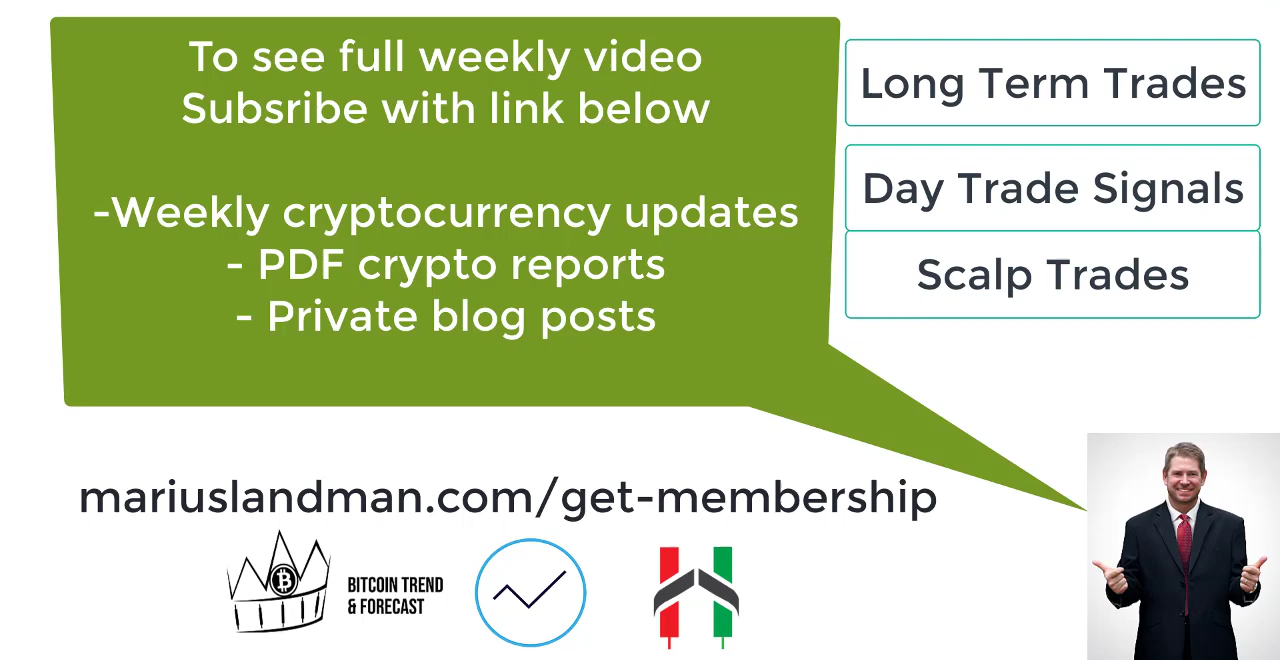 To see full weekly video
Subsribe with link below
-Weekly cryptocurrency updates
- PDF crypto reports
- Private blog posts
Long Term Trades
Day Trade Signals
Scalp Trades
mariuslandman.com/get-membership
BITCOIN TREND
& FORECAST